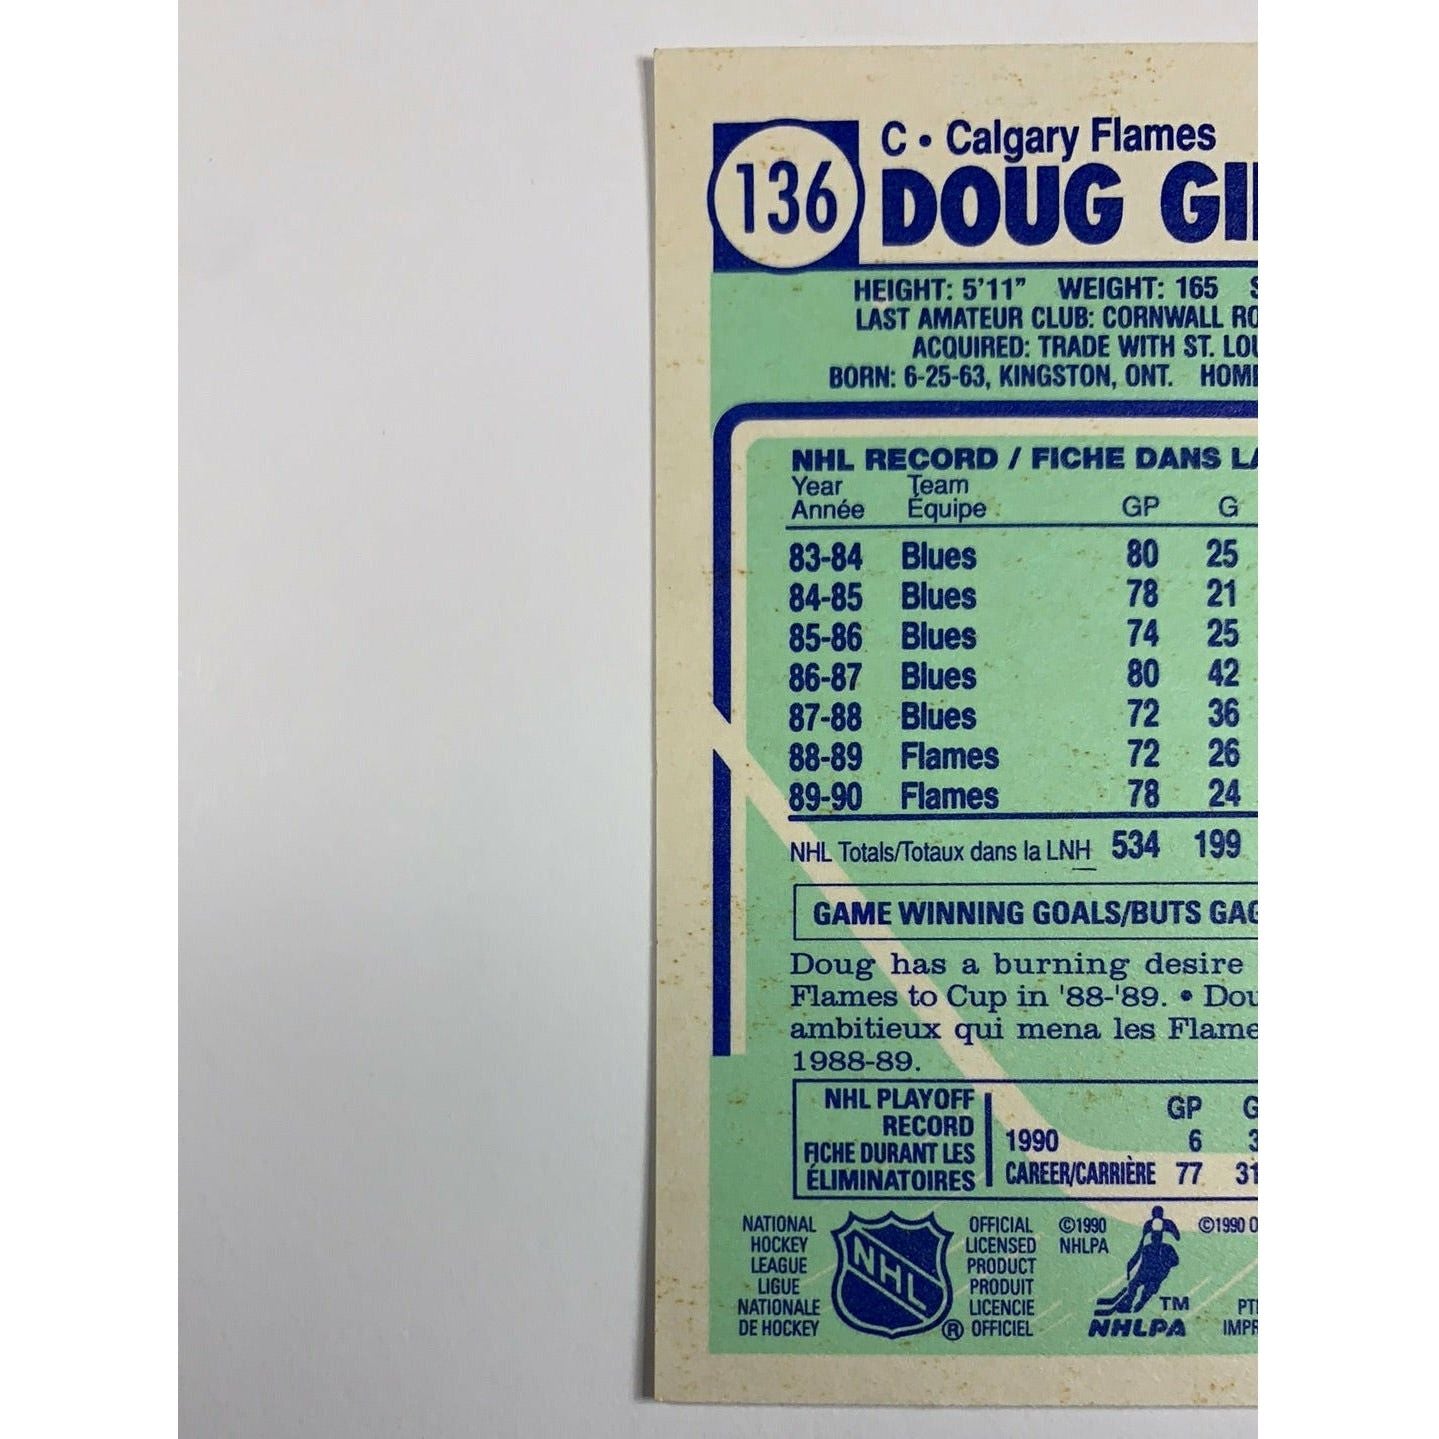 136
C • Calgary Flames
DOUG GI
HEIGHT: 5'11" WEIGHT: 165 S
LAST AMATEUR CLUB: CORNWALL RO
ACQUIRED: TRADE WITH ST. LOU
BORN: 6-25-63, KINGSTON, ONT. HOME
NHL RECORD / FICHE DANS LA
Year Team
Année Équipe GP G
83-84 Blues 80 25
84-85 Blues 78 21
85-86 Blues 74 25
86-87 Blues 80 42
87-88 Blues 72 36
88-89 Flames 72 26
89-90 Flames 78 24
NHL Totals/Totaux dans la LNH 534 199
GAME WINNING GOALS/BUTS GAG
Doug has a burning desire
Flames to Cup in '88-'89. • Dou
ambitieux qui mena les Flame
1988-89.
NHL PLAYOFF
RECORD
FICHE DURANT LES
ÉLIMINATOIRES
GP G
1990 6 3
CAREER/CARRIÈRE 77 31
NATIONAL
HOCKEY
LEAGUE
LIGUE
NATIONALE
DE HOCKEY
NHL
®
OFFICIAL
LICENSED
PRODUCT
PRODUIT
LICENCIE
OFFICIEL
©1990
NHLPA
TM
NHLPA
©1990 O
PT
IMPR